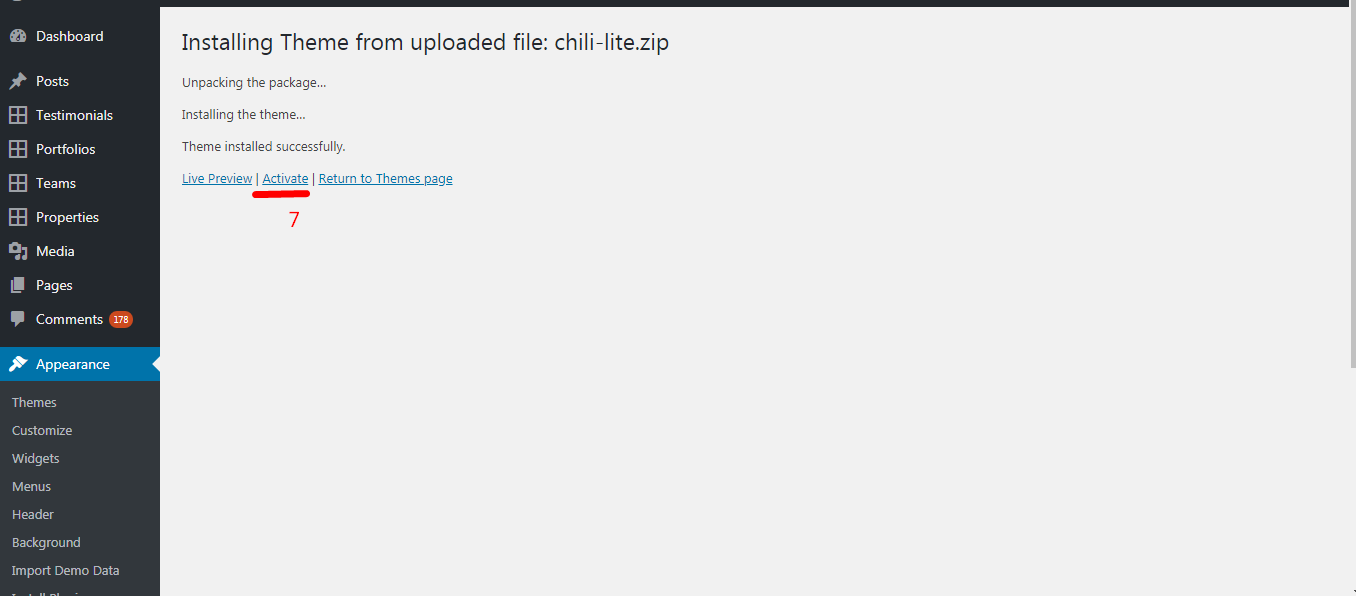 Dashboard
Posts
Testimonials
Portfolios
Teams
Properties
Media
Pages
Comments 178
Appearance
Themes
Customize
Widgets
Menus
Header
Background
Import Demo Data
Installing Theme from uploaded file: chili-lite.zip
Unpacking the package...
Installing the theme...
Theme installed successfully.
Live Preview | Activate | Return to Themes page
7